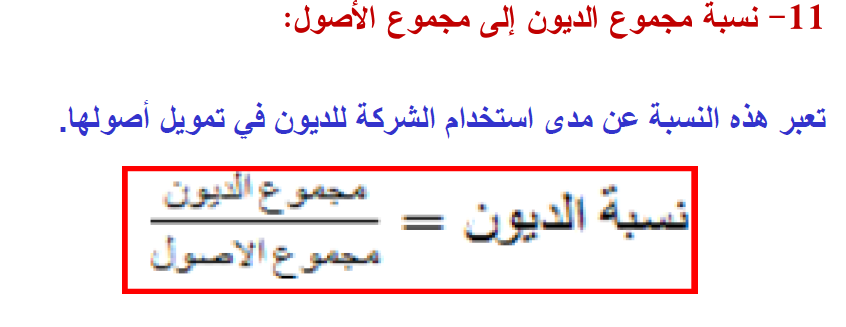 11- نسبة مجموع الديون إلى مجموع الأصول:
تعبر هذه النسبة عن مدى استخدام الشركة للديون في تمويل أصولها.
نسبة الديون = مجموع الديون
مجموع الاصول